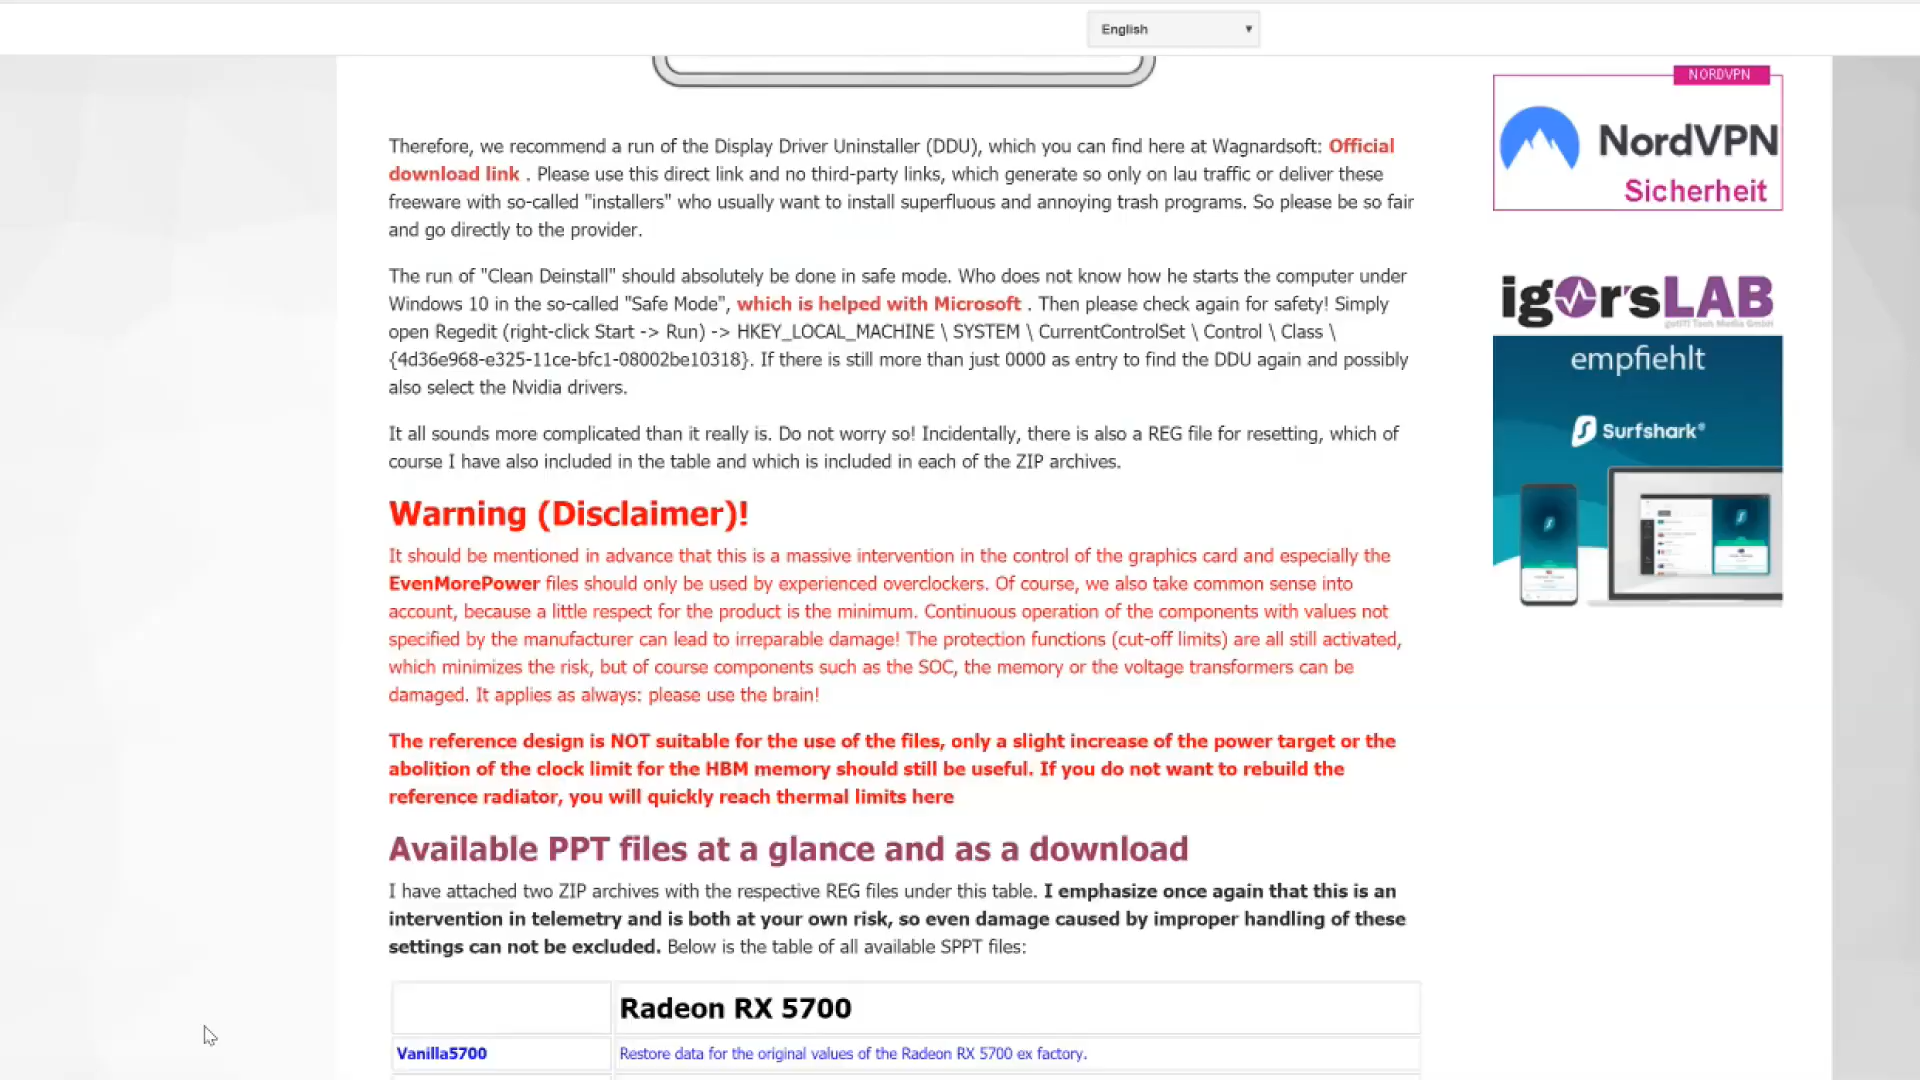 English
Therefore, we recommend a run of the Display Driver Uninstaller (DDU), which you can find here at Wagnardsoft: Official
download link . Please use this direct link and no third-party links, which generate so only on lau traffic or deliver these
freeware with so-called "installers" who usually want to install superfluous and annoying trash programs. So please be so fair
and go directly to the provider.
The run of "Clean Deinstall" should absolutely be done in safe mode. Who does not know how he starts the computer under
Windows 10 in the so-called "Safe Mode", which is helped with Microsoft . Then please check again for safety! Simply
open Regedit (right-click Start -> Run) -> HKEY_LOCAL_MACHINE \ SYSTEM \ CurrentControlSet \ Control \ Class \
{4d36e968-e325-11ce-bfc1-08002be10318}. If there is still more than just 0000 as entry to find the DDU again and possibly
also select the Nvidia drivers.
It all sounds more complicated than it really is. Do not worry so! Incidentally, there is also a REG file for resetting, which of
course I have also included in the table and which is included in each of the ZIP archives.
Warning (Disclaimer)!
It should be mentioned in advance that this is a massive intervention in the control of the graphics card and especially the
EvenMorePower files should only be used by experienced overclockers. Of course, we also take common sense into
account, because a little respect for the product is the minimum. Continuous operation of the components with values not
specified by the manufacturer can lead to irreparable damage! The protection functions (cut-off limits) are all still activated,
which minimizes the risk, but of course components such as the SOC, the memory or the voltage transformers can be
damaged. It applies as always: please use the brain!
The reference design is NOT suitable for the use of the files, only a slight increase of the power target or the
abolition of the clock limit for the HBM memory should still be useful. If you do not want to rebuild the
reference radiator, you will quickly reach thermal limits here
Available PPT files at a glance and as a download
I have attached two ZIP archives with the respective REG files under this table. I emphasize once again that this is an
intervention in telemetry and is both at your own risk, so even damage caused by improper handling of these
settings can not be excluded. Below is the table of all available SPPT files:
Radeon RX 5700
Vanilla5700
Restore data for the original values of the Radeon RX 5700 ex factory.
NORDVPN
NordVPN
Sicherheit
igor'sLAB
empfiehlt
Surfshark®